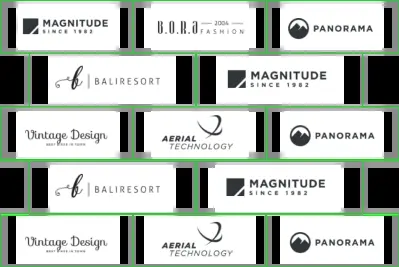 MAGNITUDE
SINCE 1982
B.O.R.a
2004
FASHION
PANORAMA
BALIRESORT
MAGNITUDE
SINCE 1982
Vintage Design
AERIAL
TECHNOLOGY
PANORAMA
BALIRESORT
MAGNITUDE
SINCE 1982
Vintage Design
AERIAL
TECHNOLOGY
PANORAMA